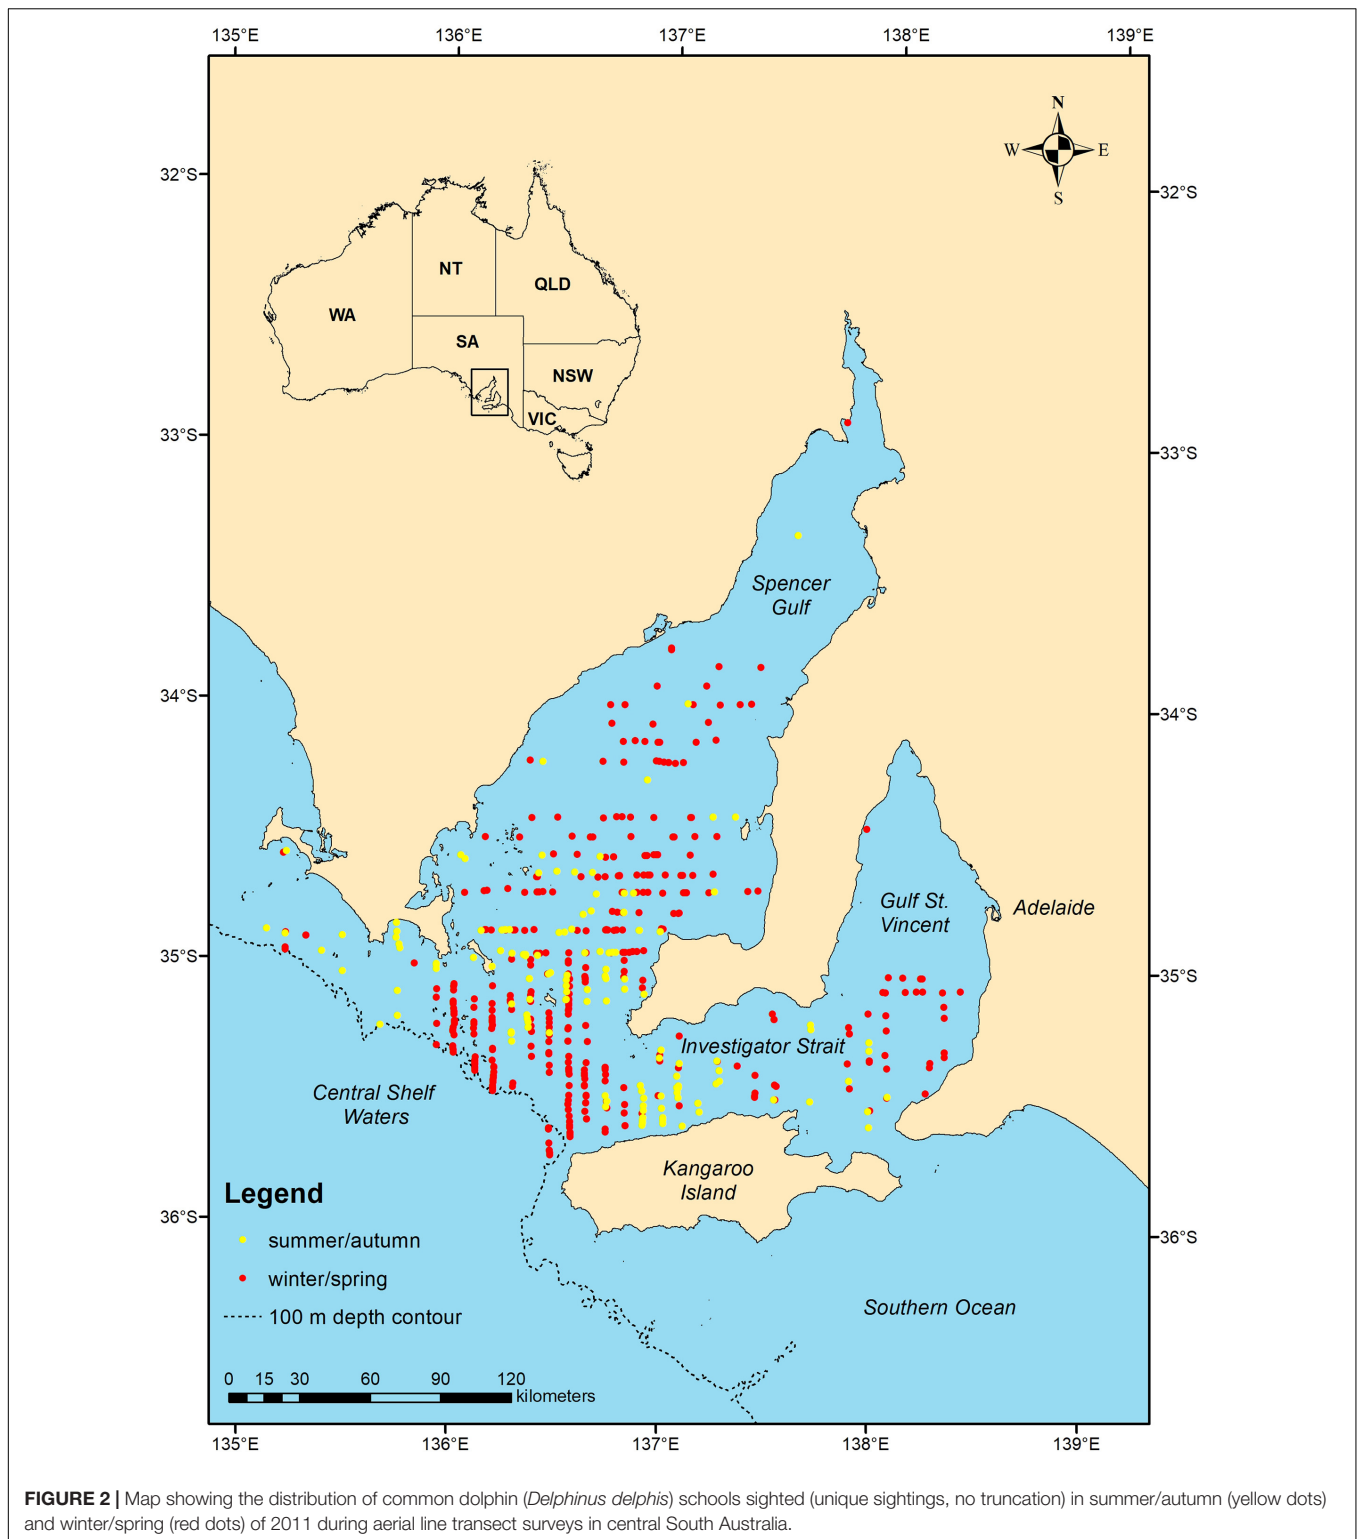 135°E 136°E 137°E 138°E 139°E
N
W E
S
32°S
32°S
NT
QLD
WA
SA
NSW
VIC
33°S
33°S
Spencer
Gulf
34°S
34°S
Gulf St.
Vincent
Adelaide
35°S
35°S
Investigator Strait
Central Shelf
Waters
Kangaroo
Island
Legend
36°S
36°S
summer/autumn
winter/spring
100 m depth contour
Southern Ocean
0 15 30 60 90 120
kilometers
135°E 136°E 137°E 138°E 139°E
FIGURE 2 | Map showing the distribution of common dolphin (Delphinus delphis) schools sighted (unique sightings, no truncation) in summer/autumn (yellow dots)
and winter/spring (red dots) of 2011 during aerial line transect surveys in central South Australia.